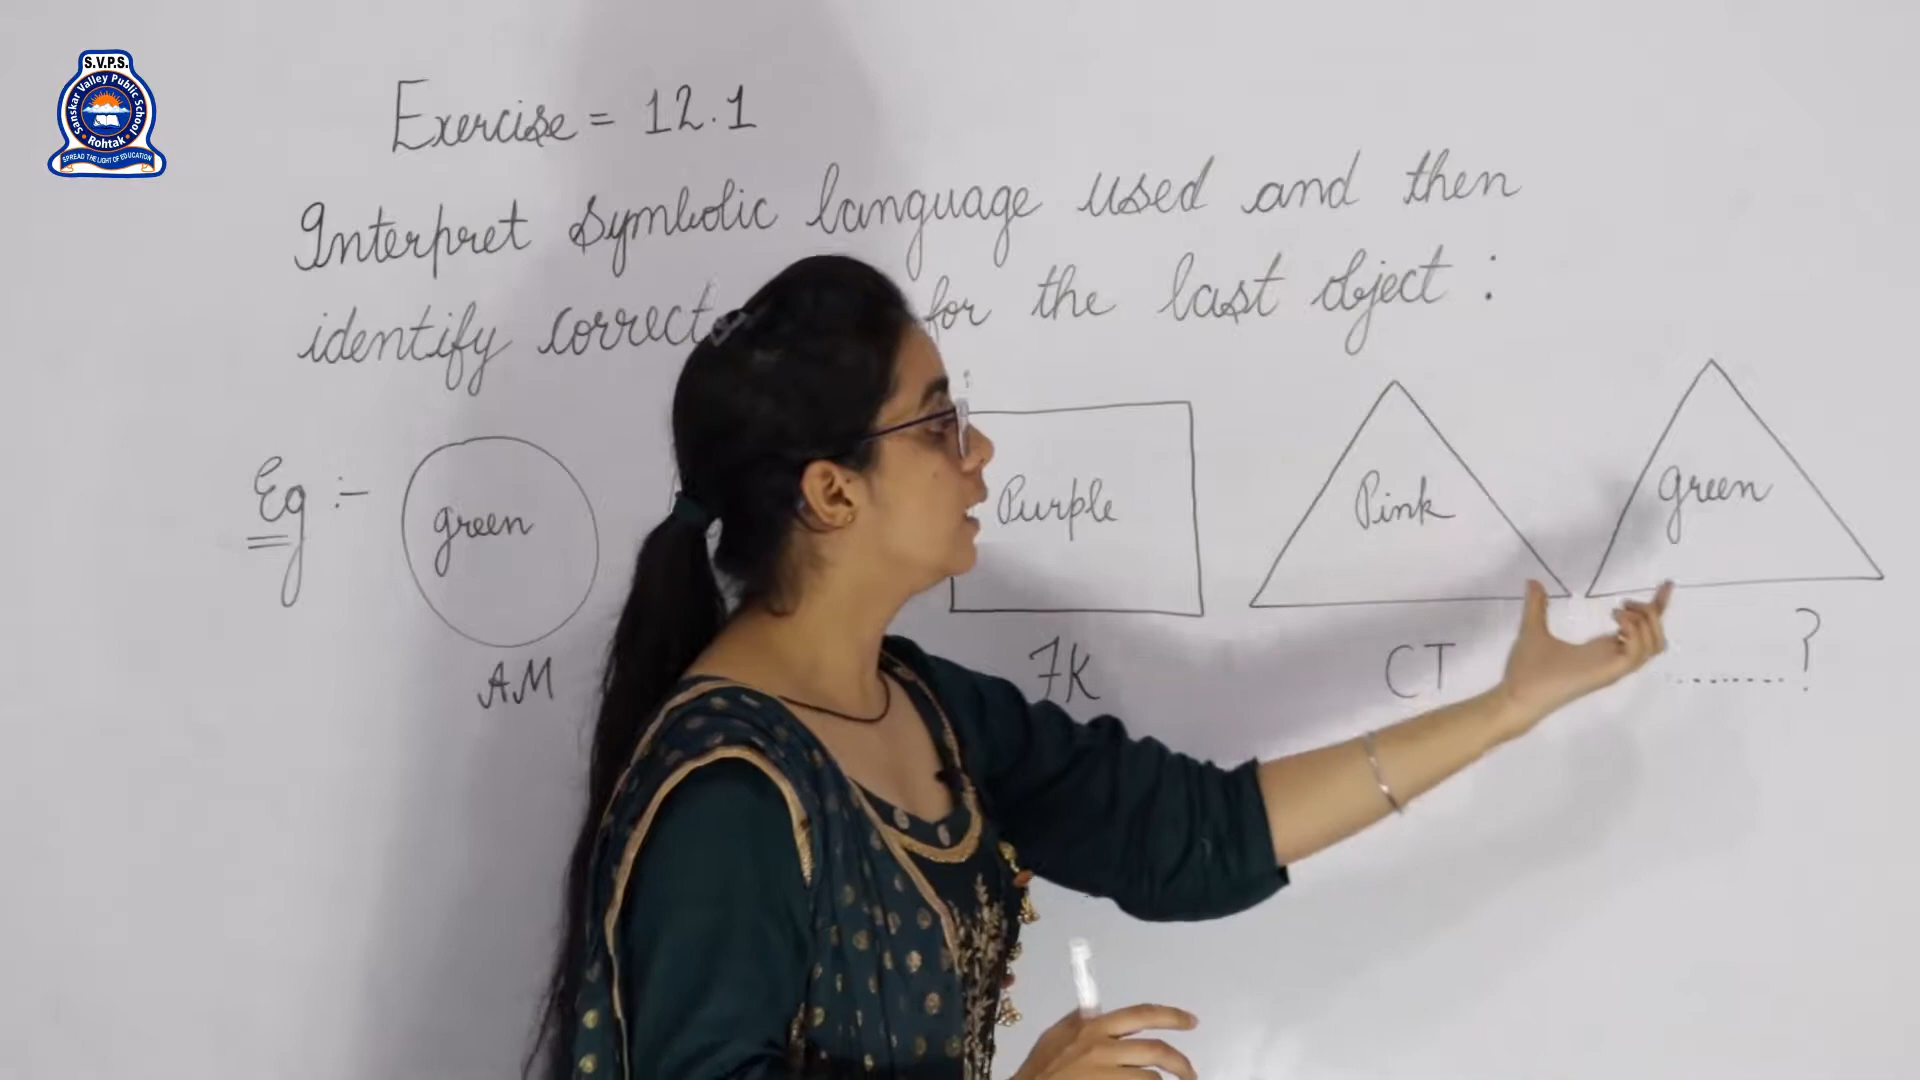 S.V.P.S.
Sanskar Valley Public School
Rohtak
SPREAD THE LIGHT OF EDUCATION
Exercise = 12.1
Interpret symbolic language used and then
identify correct for the last object :
Eg :- green Purple Pink green
AM FK CT ........?